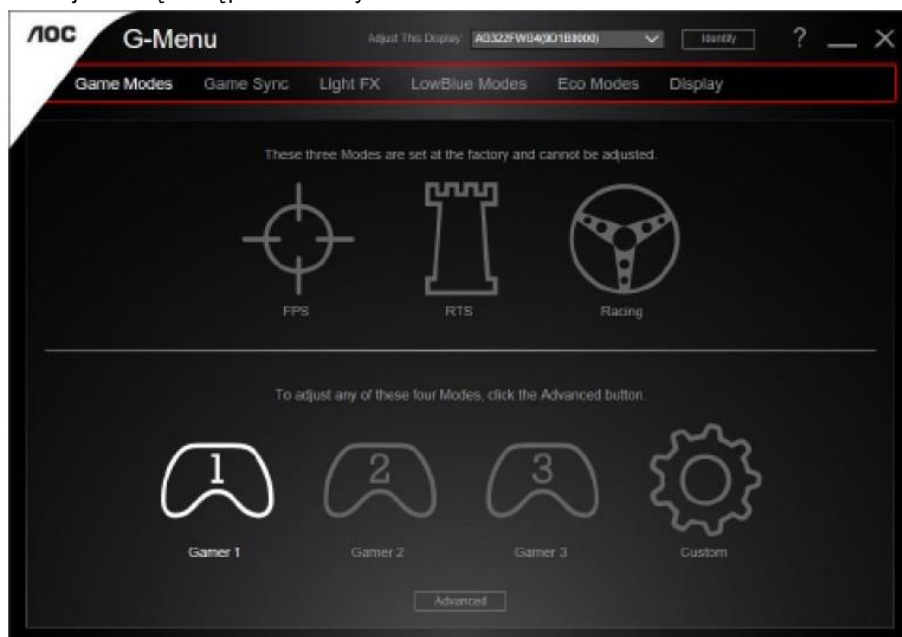 AOC
G-Menu
Adjust This Display:
AG322FWG4(9D1B0000)
Identify
? — X
Game Modes Game Sync Light FX LowBlue Modes Eco Modes Display
These three Modes are set at the factory and cannot be adjusted.
FPS RTS Racing
To adjust any of these four Modes, click the Advanced button.
1 2 3
Gamer 1 Gamer 2 Gamer 3 Custom
Advanced